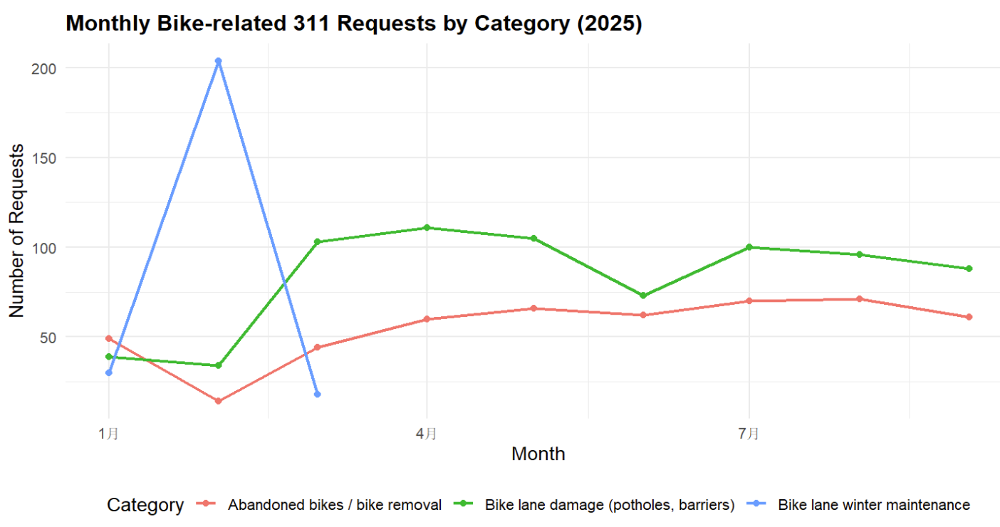 Monthly Bike-related 311 Requests by Category (2025)
Number of Requests
200
150
100
50
1月 4月 7月
Month
Category Abandoned bikes / bike removal Bike lane damage (potholes, barriers) Bike lane winter maintenance